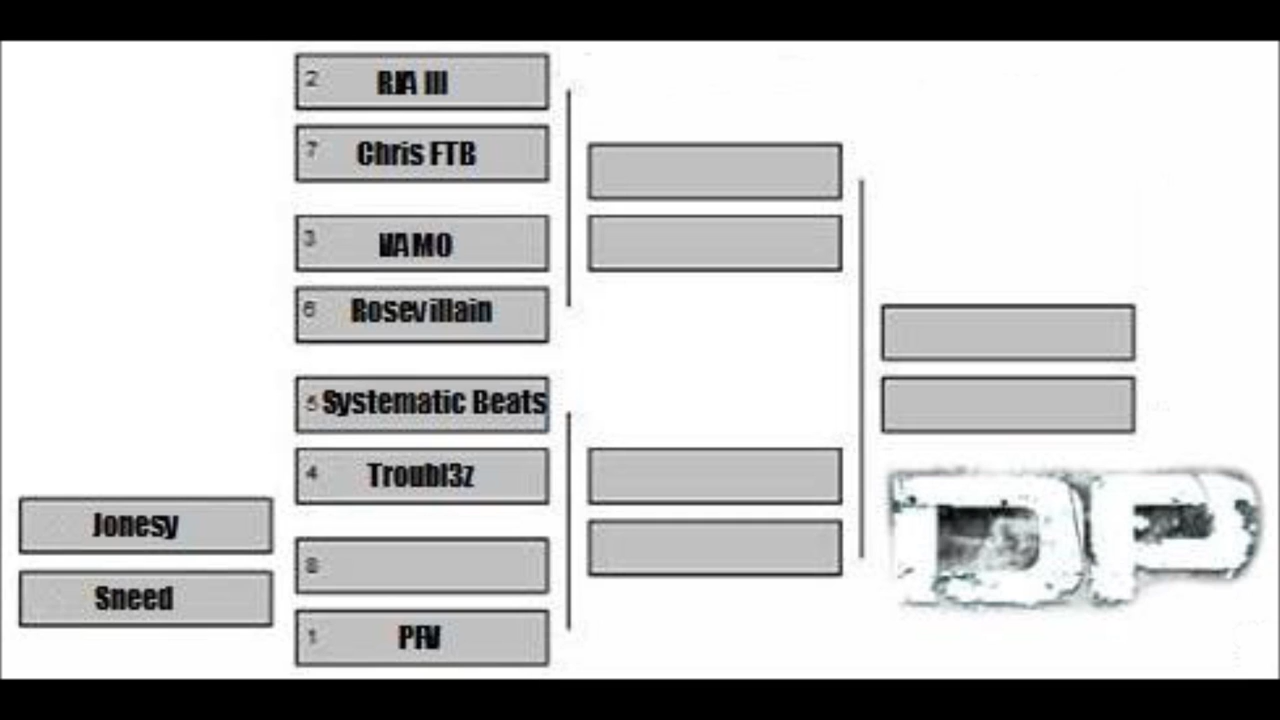 2 RJA III
7 Chris FTB
3 VAMO
6 Rosevillain
5 Systematic Beats
4 Troubl3z
Jonesy
8
Sneed
1 PFV
DP